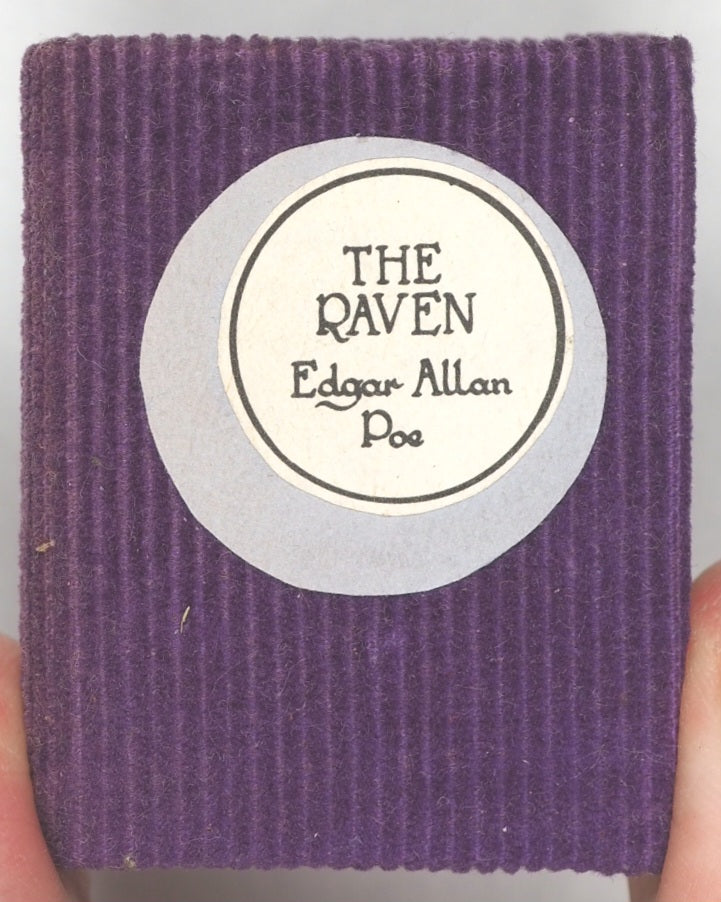 THE
RAVEN
Edgar Allan
Poe